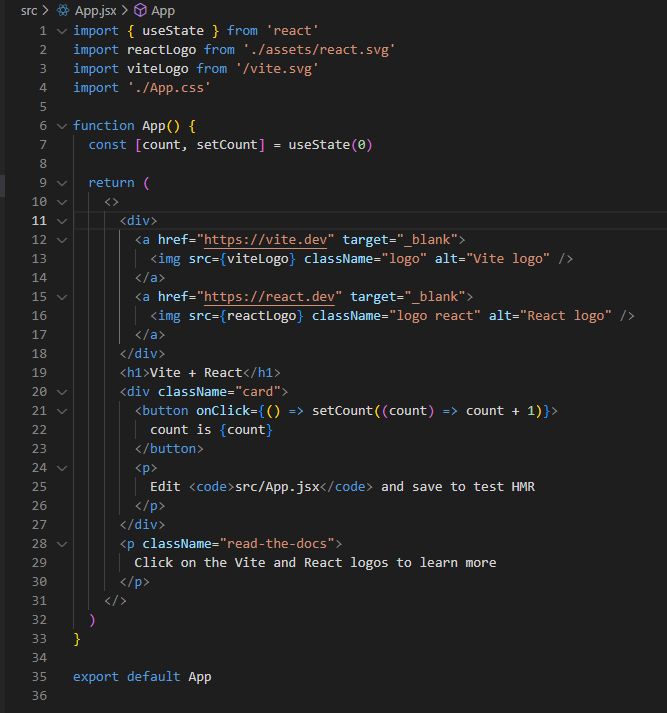 src > App.jsx > App
1 import { useState } from 'react'
2 import reactLogo from './assets/react.svg'
3 import viteLogo from '/vite.svg'
4 import './App.css'
5
6 function App() {
7   const [count, setCount] = useState(0)
8
9   return (
10     <>
11       <div>
12         <a href="https://vite.dev" target="_blank">
13           <img src={viteLogo} className="logo" alt="Vite logo" />
14         </a>
15         <a href="https://react.dev" target="_blank">
16           <img src={reactLogo} className="logo react" alt="React logo" />
17         </a>
18       </div>
19       <h1>Vite + React</h1>
20       <div className="card">
21         <button onClick={() => setCount((count) => count + 1)}>
22           count is {count}
23         </button>
24         <p>
25           Edit <code>src/App.jsx</code> and save to test HMR
26         </p>
27       </div>
28       <p className="read-the-docs">
29         Click on the Vite and React logos to learn more
30       </p>
31     </>
32   )
33 }
34
35 export default App
36